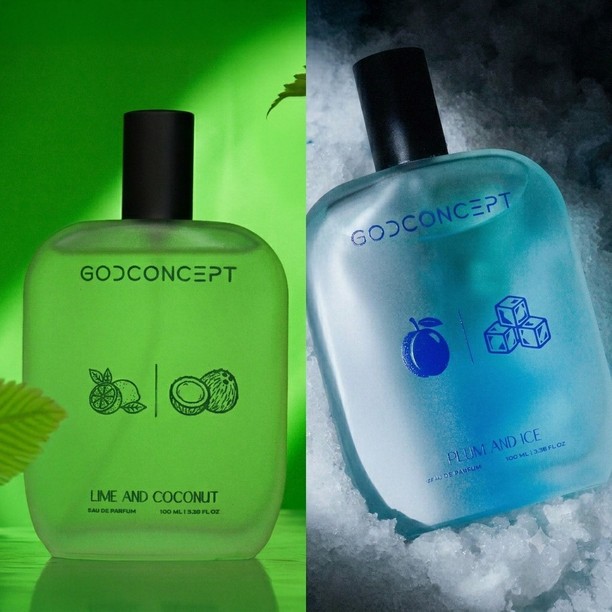 GODCONCEPT
LIME AND COCONUT
EAU DE PARFUM 100 ML | 3.38 FL OZ
GODCONCEPT
PLUM AND ICE
EAU DE PARFUM 100 ML | 3.38 FL OZ